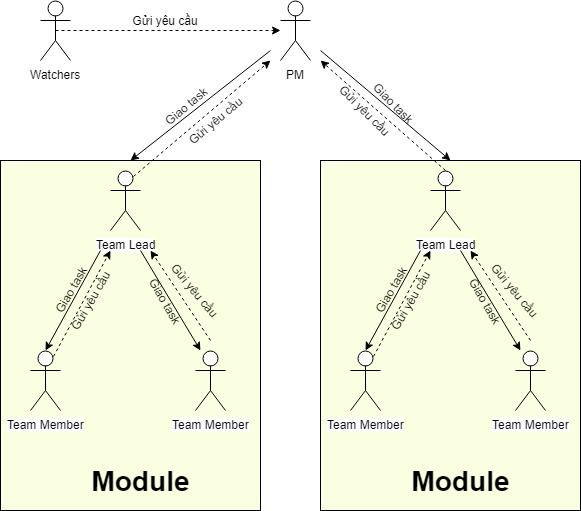 Gửi yêu cầu
Watchers
PM
Giao task
Gửi yêu cầu
Giao task
Gửi yêu cầu
Team Lead
Team Lead
Giao task
Gửi yêu cầu
Gửi yêu cầu
Giao task
Giao task
Gửi yêu cầu
Gửi yêu cầu
Giao task
Team Member
Team Member
Team Member
Team Member
Module
Module